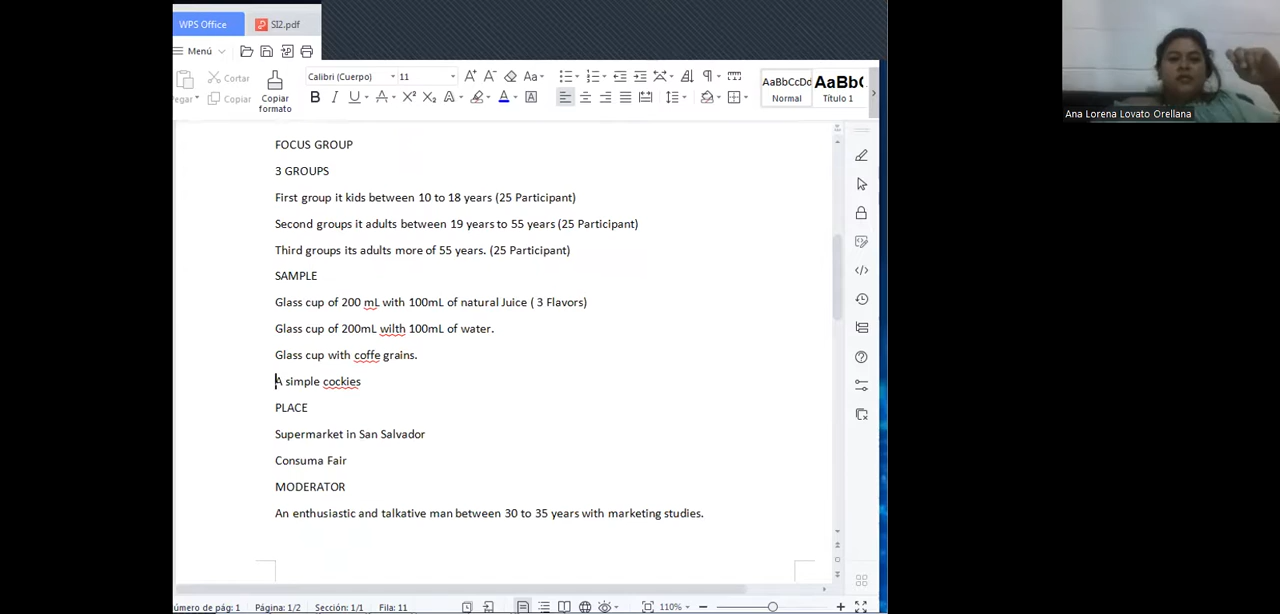 WPS Office
SI2.pdf
Menú
Cortar
Copiar
Copiar
formato
Calibri (Cuerpo)
11
Aa
AaBbCcDd
Normal
Título 1
FOCUS GROUP
3 GROUPS
First group it kids between 10 to 18 years (25 Participant)
Second groups it adults between 19 years to 55 years (25 Participant)
Third groups its adults more of 55 years. (25 Participant)
SAMPLE
Glass cup of 200 mL with 100mL of natural Juice ( 3 Flavors)
Glass cup of 200mL wilth 100mL of water.
Glass cup with coffe grains.
A simple cockies
PLACE
Supermarket in San Salvador
Consuma Fair
MODERATOR
An enthusiastic and talkative man between 30 to 35 years with marketing studies.
Página: 1/2
Sección: 1/1
Fila: 11
110%
Ana Lorena Lovato Orellana